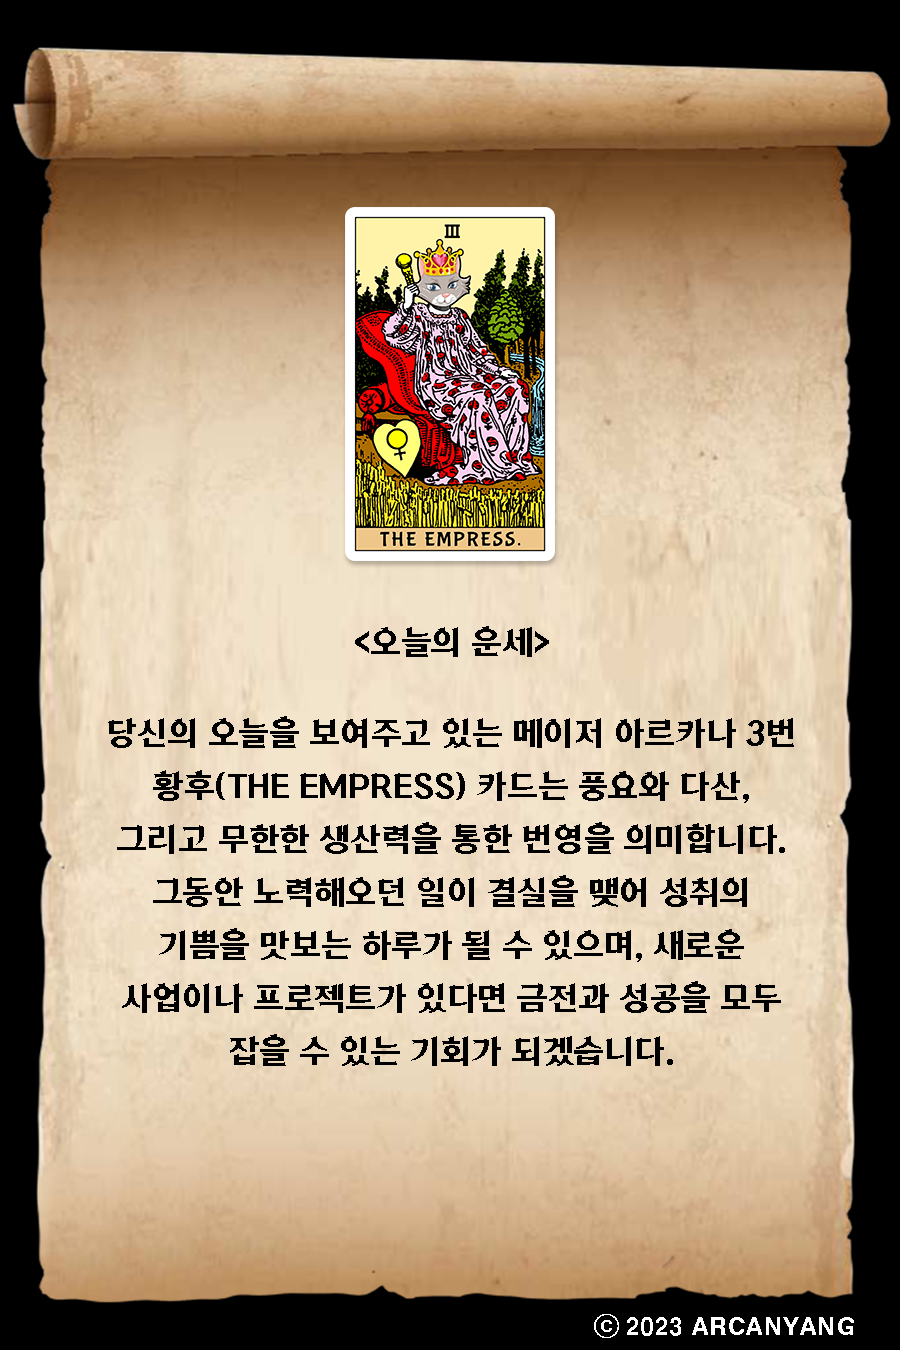 III
THE EMPRESS.
<오늘의 운세>
당신의 오늘을 보여주고 있는 메이저 아르카나 3번
황후(THE EMPRESS) 카드는 풍요와 다산,
그리고 무한한 생산력을 통한 번영을 의미합니다.
그동안 노력해오던 일이 결실을 맺어 성취의
기쁨을 맛보는 하루가 될 수 있으며, 새로운
사업이나 프로젝트가 있다면 금전과 성공을 모두
잡을 수 있는 기회가 되겠습니다.
ⓒ 2023 ARCANYANG